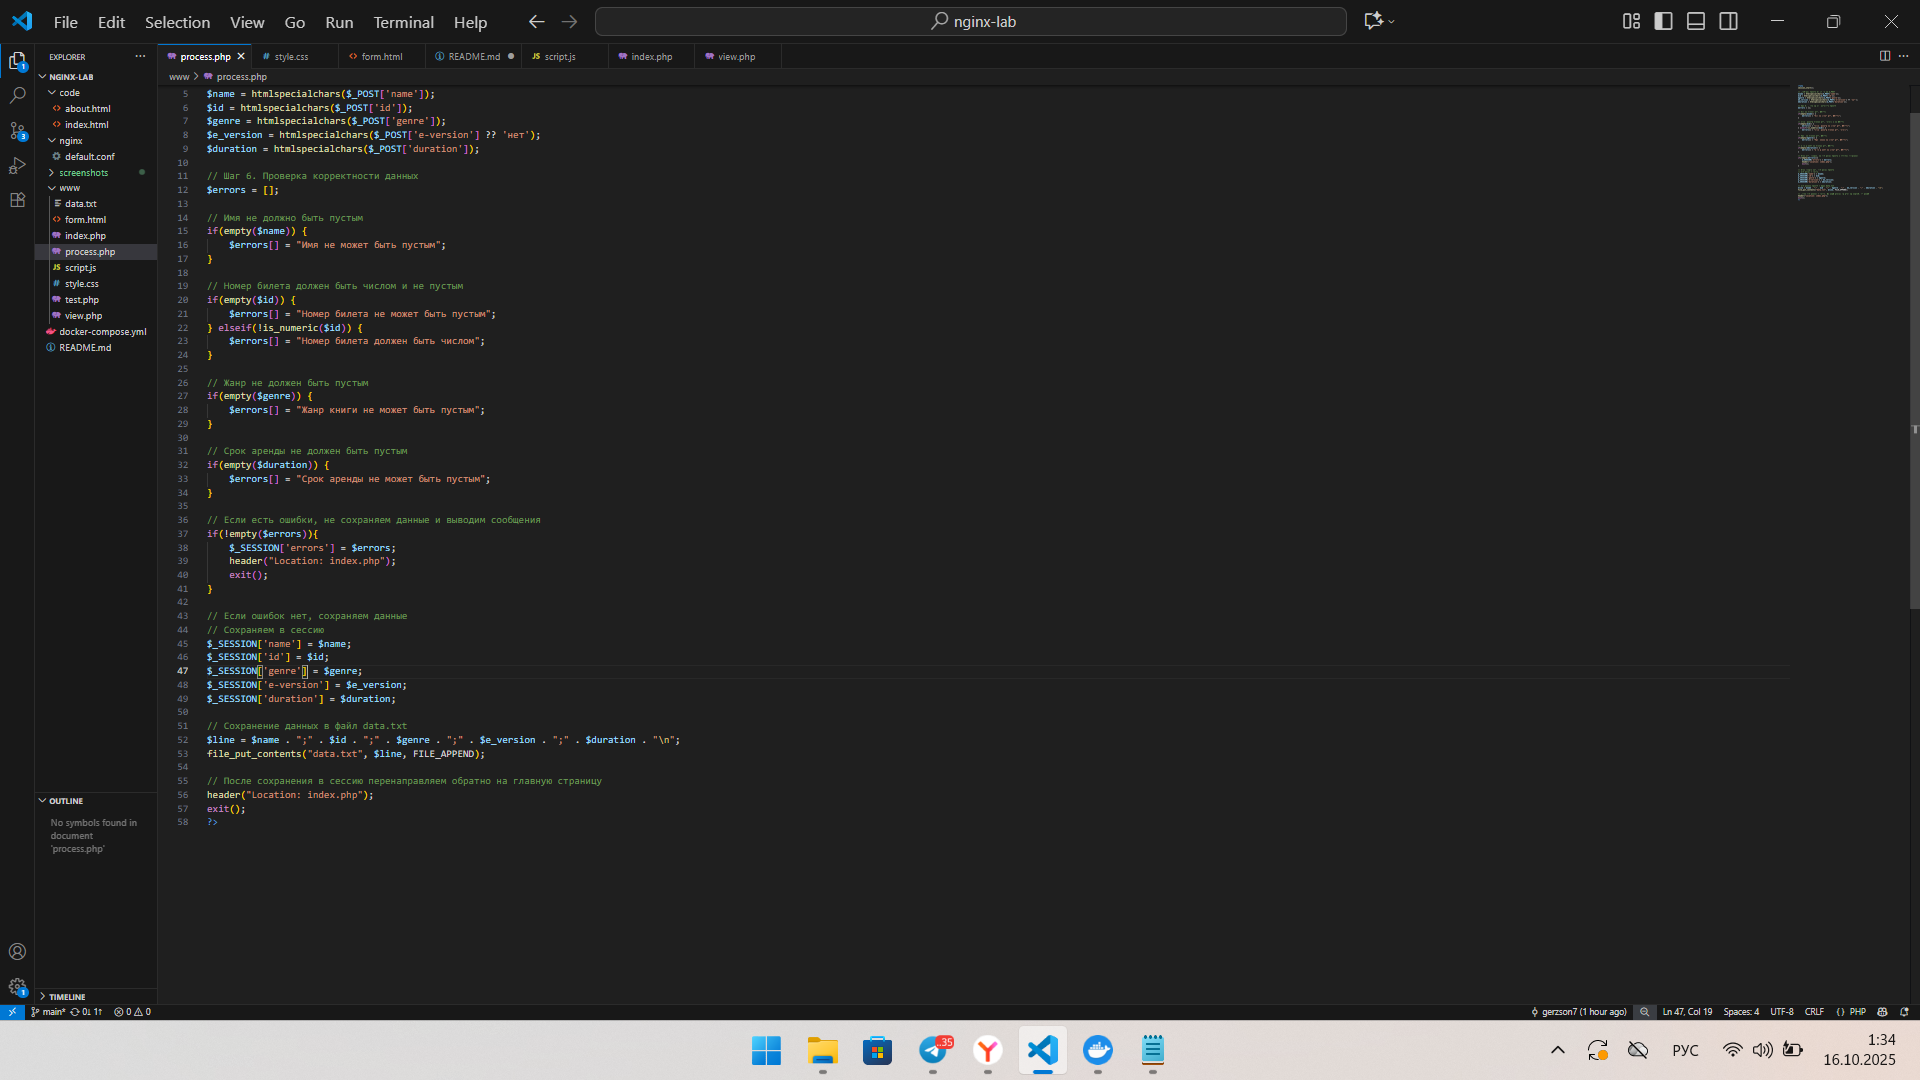 File Edit Selection View Go Run Terminal Help
nginx-lab
EXPLORER
process.php
style.css
form.html
README.md
script.js
index.php
view.php
www > process.php
NGINX-LAB
code
about.html
index.html
nginx
default.conf
screenshots
www
data.txt
form.html
index.php
process.php
script.js
style.css
test.php
view.php
docker-compose.yml
README.md
OUTLINE
No symbols found in
document
'process.php'
TIMELINE
5 $name = htmlspecialchars($_POST['name']);
6 $id = htmlspecialchars($_POST['id']);
7 $genre = htmlspecialchars($_POST['genre']);
8 $e_version = htmlspecialchars($_POST['e-version'] ?? 'нет');
9 $duration = htmlspecialchars($_POST['duration']);
10
11 // Шаг 6. Проверка корректности данных
12 $errors = [];
13
14 // Имя не должно быть пустым
15 if(empty($name)) {
16 $errors[] = "Имя не может быть пустым";
17 }
18
19 // Номер билета должен быть числом и не пустым
20 if(empty($id)) {
21 $errors[] = "Номер билета не может быть пустым";
22 } elseif(!is_numeric($id)) {
23 $errors[] = "Номер билета должен быть числом";
24 }
25
26 // Жанр не должен быть пустым
27 if(empty($genre)) {
28 $errors[] = "Жанр книги не может быть пустым";
29 }
30
31 // Срок аренды не должен быть пустым
32 if(empty($duration)) {
33 $errors[] = "Срок аренды не может быть пустым";
34 }
35
36 // Если есть ошибки, не сохраняем данные и выводим сообщения
37 if(!empty($errors)){
38 $_SESSION['errors'] = $errors;
39 header("Location: index.php");
40 exit();
41 }
42
43 // Если ошибок нет, сохраняем данные
44 // Сохраняем в сессию
45 $_SESSION['name'] = $name;
46 $_SESSION['id'] = $id;
47 $_SESSION['genre'] = $genre;
48 $_SESSION['e-version'] = $e_version;
49 $_SESSION['duration'] = $duration;
50
51 // Сохранение данных в файл data.txt
52 $line = $name . ";" . $id . ";" . $genre . ";" . $e_version . ";" . $duration . "\n";
53 file_put_contents("data.txt", $line, FILE_APPEND);
54
55 // После сохранения в сессию перенаправляем обратно на главную страницу
56 header("Location: index.php");
57 exit();
58 ?>
main* 0↓ 1↑ 0 0
gerzson7 (1 hour ago) Ln 47, Col 19 Spaces: 4 UTF-8 CRLF {} PHP
РУС
1:34
16.10.2025